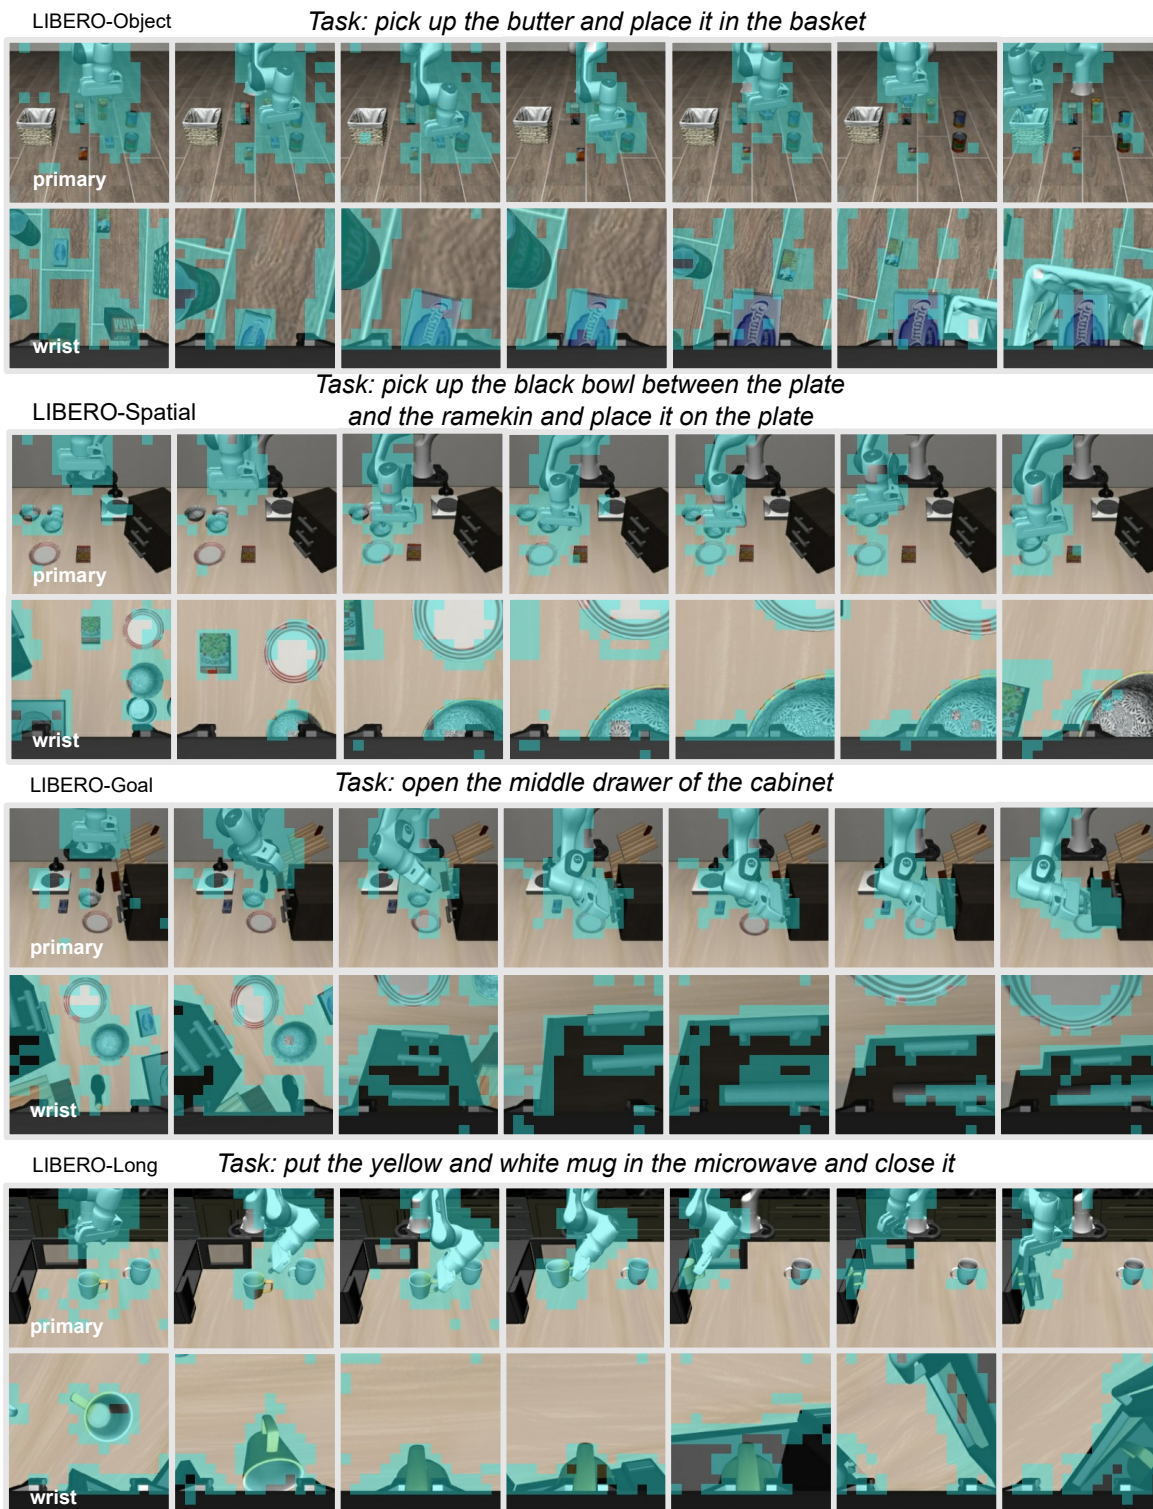 LIBERO-Object
Task: pick up the butter and place it in the basket
primary
wrist
LIBERO-Spatial
Task: pick up the black bowl between the plate
and the ramekin and place it on the plate
primary
wrist
LIBERO-Goal
Task: open the middle drawer of the cabinet
primary
wrist
LIBERO-Long
Task: put the yellow and white mug in the microwave and close it
primary
wrist